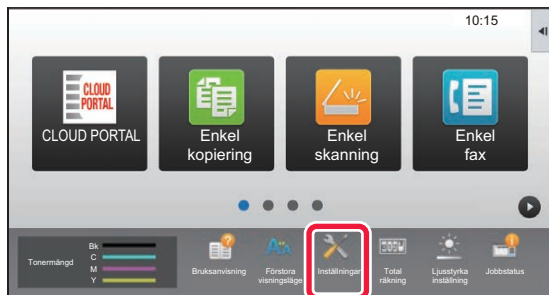 10:15
CLOUD
PORTAL
CLOUD PORTAL
Enkel
kopiering
Enkel
skanning
Enkel
fax
Tonermängd
Bk
C
M
Y
Bruksanvisning
Förstora
visningsläge
Inställningar
Total
räkning
Ljusstyrka
inställning
Jobbstatus